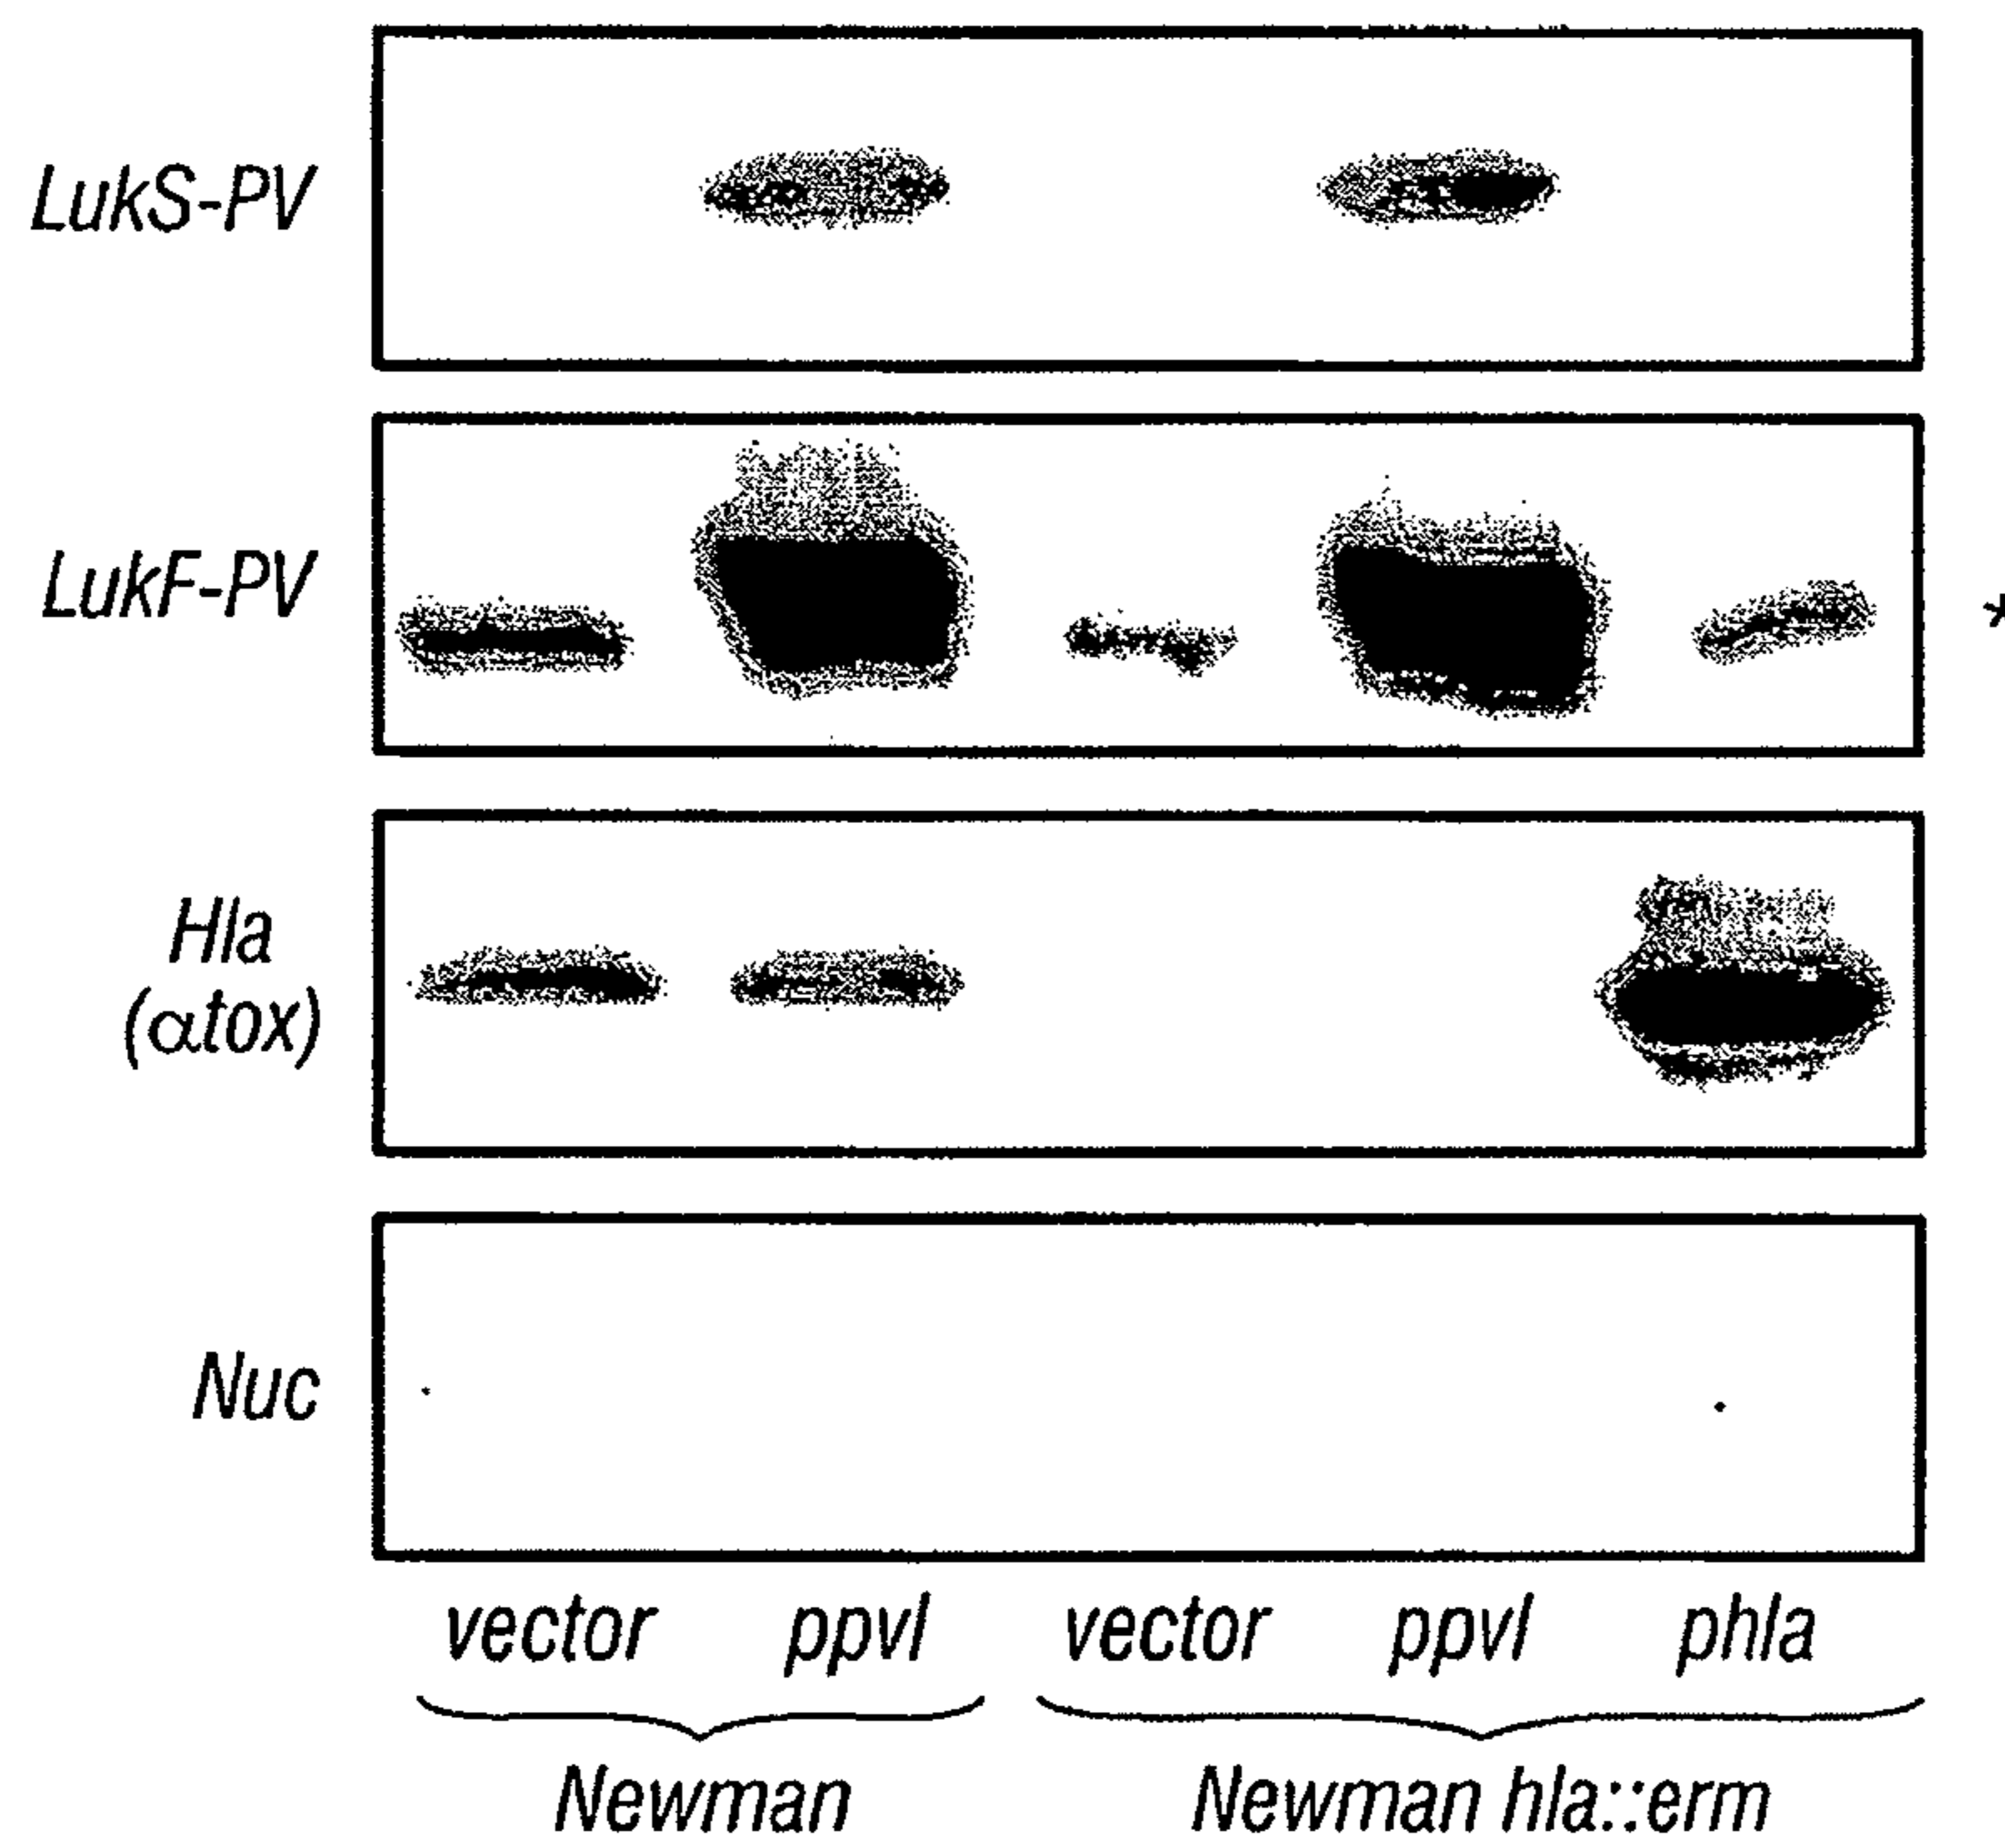 LukS-PV
LukF-PV
*
Hla
(αtox)
Nuc
vector ppvl vector ppvl phla
Newman Newman hla::erm